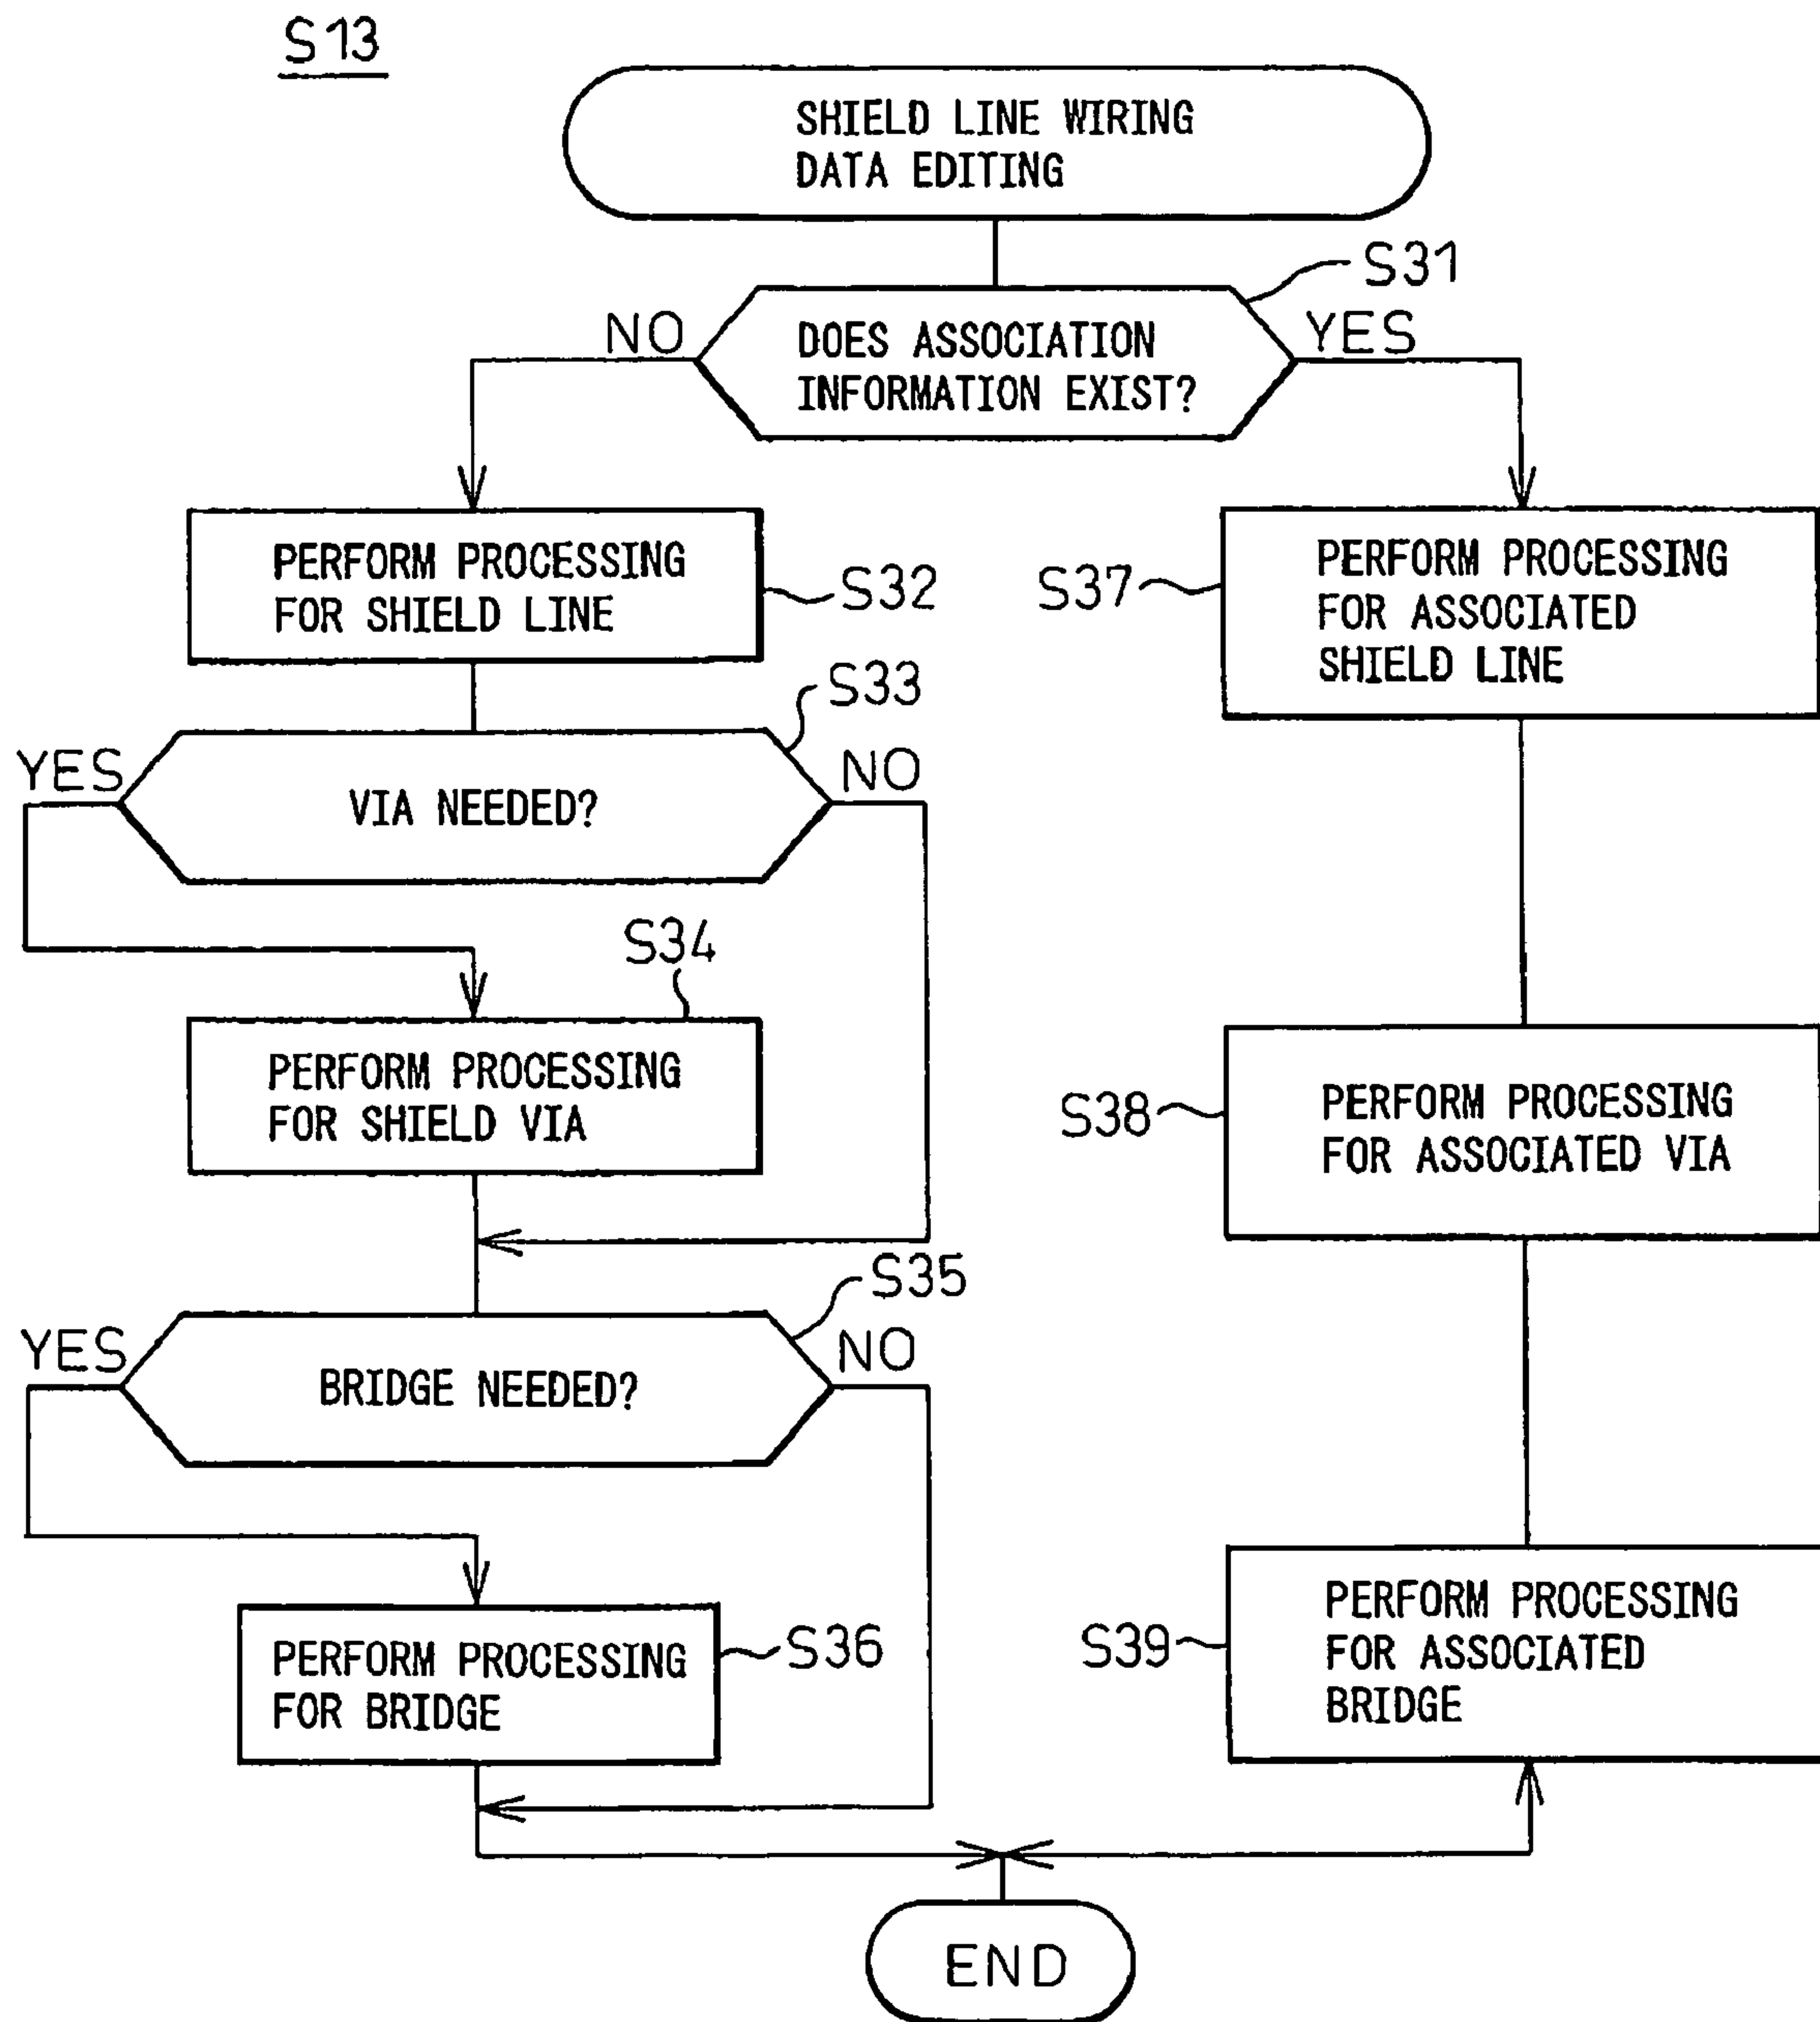 S13
SHIELD LINE WIRING
DATA EDITING
S31
NO
DOES ASSOCIATION
INFORMATION EXIST?
YES
PERFORM PROCESSING
FOR SHIELD LINE
S32
S33
YES
VIA NEEDED?
NO
S34
PERFORM PROCESSING
FOR SHIELD VIA
S35
YES
BRIDGE NEEDED?
NO
PERFORM PROCESSING
FOR BRIDGE
S36
S37
PERFORM PROCESSING
FOR ASSOCIATED
SHIELD LINE
S38
PERFORM PROCESSING
FOR ASSOCIATED VIA
S39
PERFORM PROCESSING
FOR ASSOCIATED
BRIDGE
END